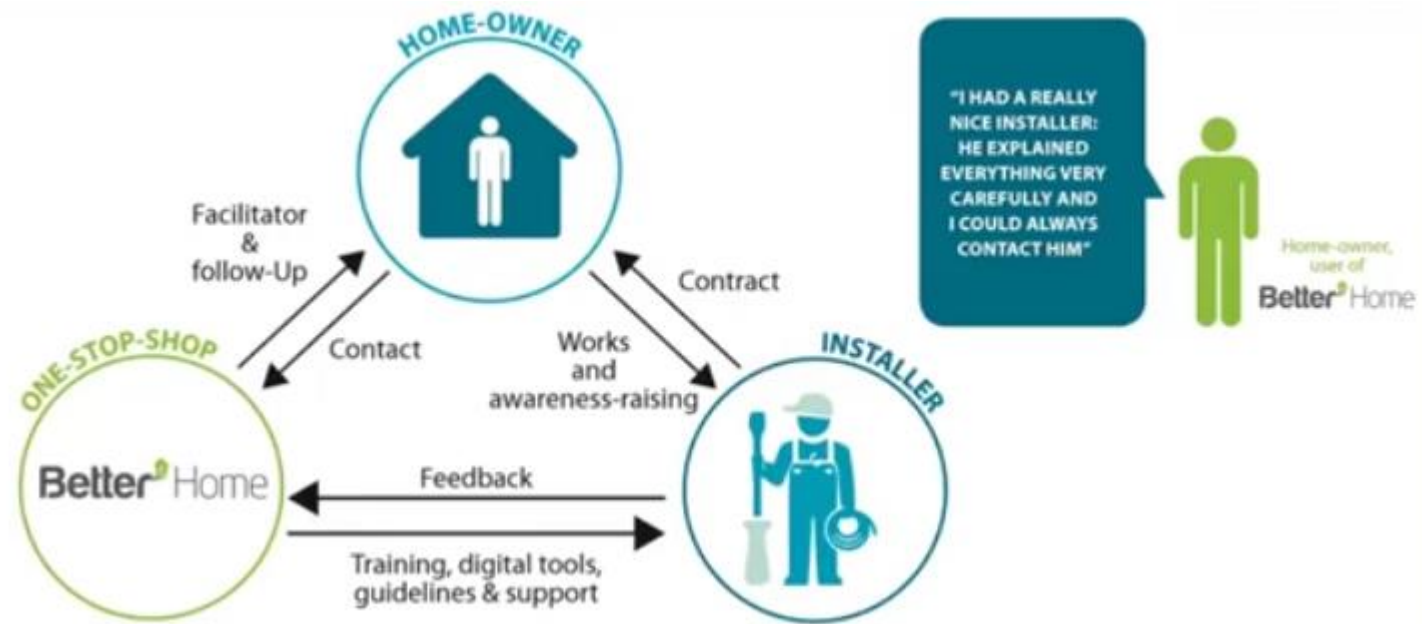 HOME-OWNER
"I HAD A REALLY
NICE INSTALLER:
HE EXPLAINED
EVERYTHING VERY
CAREFULLY AND
I COULD ALWAYS
CONTACT HIM"
Home-owner,
user of
Better Home
Facilitator
&
follow-Up
Contact
Contract
Works
and
awareness-raising
ONE-STOP-SHOP
Better Home
INSTALLER
Feedback
Training, digital tools,
guidelines & support